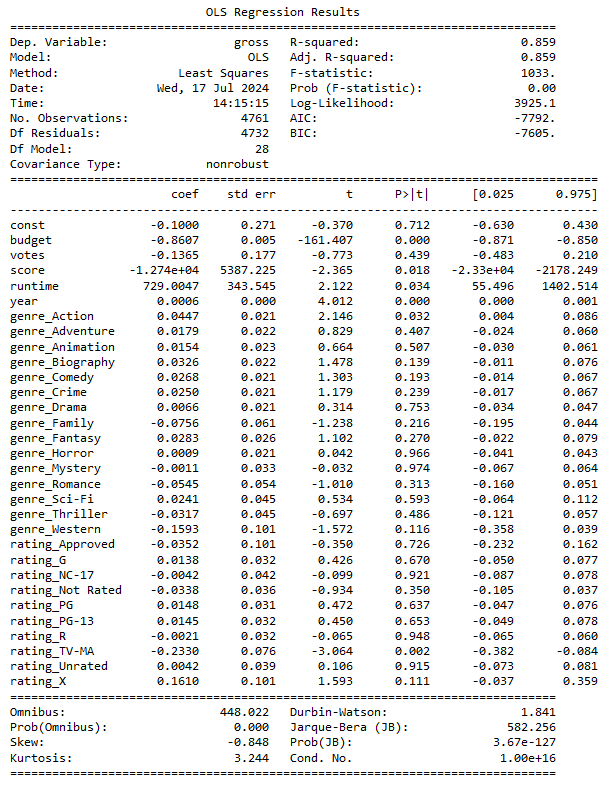 OLS Regression Results
==============================================================================
Dep. Variable: gross R-squared: 0.859
Model: OLS Adj. R-squared: 0.859
Method: Least Squares F-statistic: 1033.
Date: Wed, 17 Jul 2024 Prob (F-statistic): 0.00
Time: 14:15:15 Log-Likelihood: 3925.1
No. Observations: 4761 AIC: -7792.
Df Residuals: 4732 BIC: -7605.
Df Model: 28
Covariance Type: nonrobust
====================================================================================
coef std err t P>|t| [0.025 0.975]
------------------------------------------------------------------------------------
const -0.1000 0.271 -0.370 0.712 -0.630 0.430
budget -0.8607 0.005 -161.407 0.000 -0.871 -0.850
votes -0.1365 0.177 -0.773 0.439 -0.483 0.210
score -1.274e+04 5387.225 -2.365 0.018 -2.33e+04 -2178.249
runtime 729.0047 343.545 2.122 0.034 55.496 1402.514
year 0.0006 0.000 4.012 0.000 0.000 0.001
genre_Action 0.0447 0.021 2.146 0.032 0.004 0.086
genre_Adventure 0.0179 0.022 0.829 0.407 -0.024 0.060
genre_Animation 0.0154 0.023 0.664 0.507 -0.030 0.061
genre_Biography 0.0326 0.022 1.478 0.139 -0.011 0.076
genre_Comedy 0.0268 0.021 1.303 0.193 -0.014 0.067
genre_Crime 0.0250 0.021 1.179 0.239 -0.017 0.067
genre_Drama 0.0066 0.021 0.314 0.753 -0.034 0.047
genre_Family -0.0756 0.061 -1.238 0.216 -0.195 0.044
genre_Fantasy 0.0283 0.026 1.102 0.270 -0.022 0.079
genre_Horror 0.0009 0.021 0.042 0.966 -0.041 0.043
genre_Mystery -0.0011 0.033 -0.032 0.974 -0.067 0.064
genre_Romance -0.0545 0.054 -1.010 0.313 -0.160 0.051
genre_Sci-Fi 0.0241 0.045 0.534 0.593 -0.064 0.112
genre_Thriller -0.0317 0.045 -0.697 0.486 -0.121 0.057
genre_Western -0.1593 0.101 -1.572 0.116 -0.358 0.039
rating_Approved -0.0352 0.101 -0.350 0.726 -0.232 0.162
rating_G 0.0138 0.032 0.426 0.670 -0.050 0.077
rating_NC-17 -0.0042 0.042 -0.099 0.921 -0.087 0.078
rating_Not Rated -0.0338 0.036 -0.934 0.350 -0.105 0.037
rating_PG 0.0148 0.031 0.472 0.637 -0.047 0.076
rating_PG-13 0.0145 0.032 0.450 0.653 -0.049 0.078
rating_R -0.0021 0.032 -0.065 0.948 -0.065 0.060
rating_TV-MA -0.2330 0.076 -3.064 0.002 -0.382 -0.084
rating_Unrated 0.0042 0.039 0.106 0.915 -0.073 0.081
rating_X 0.1610 0.101 1.593 0.111 -0.037 0.359
==============================================================================
Omnibus: 448.022 Durbin-Watson: 1.841
Prob(Omnibus): 0.000 Jarque-Bera (JB): 582.256
Skew: -0.848 Prob(JB): 3.67e-127
Kurtosis: 3.244 Cond. No. 1.00e+16
==============================================================================